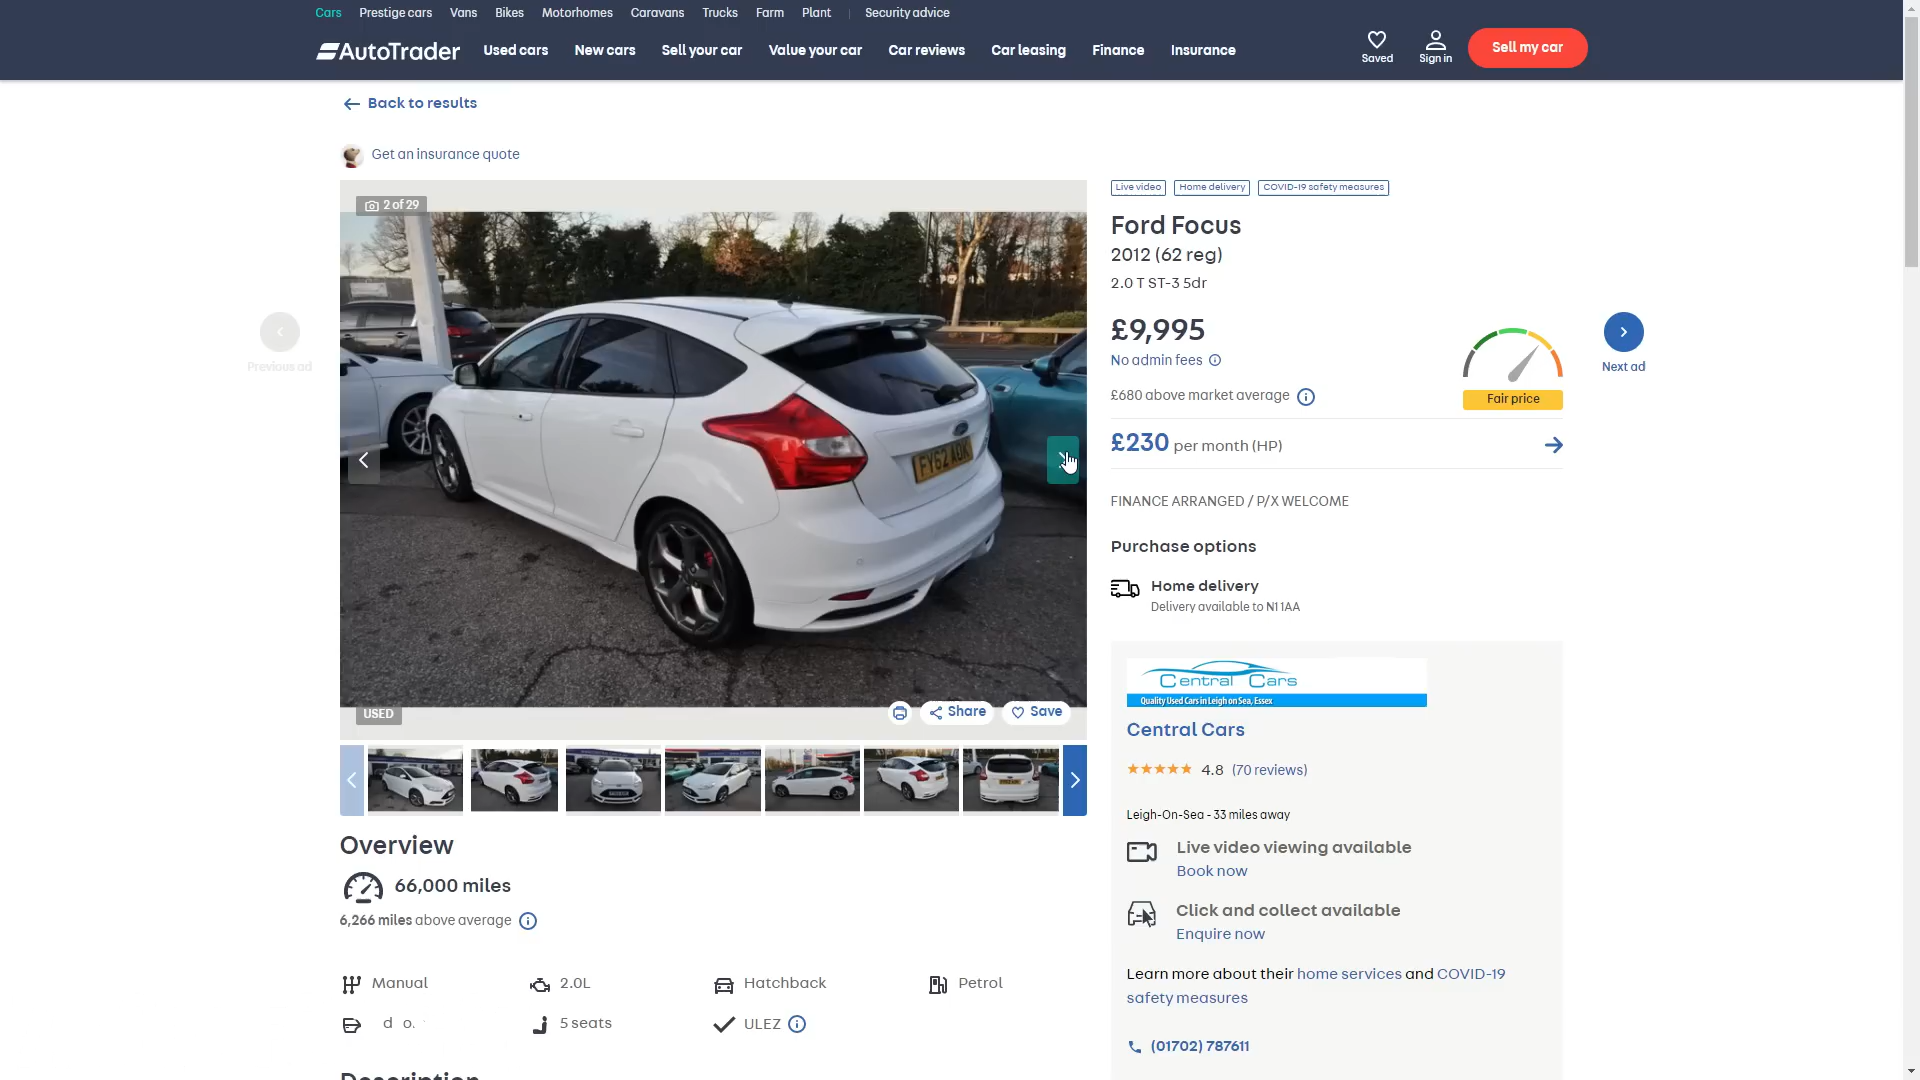 Cars Prestige cars Vans Bikes Motorhomes Caravans Trucks Farm Plant Security advice
AutoTrader Used cars New cars Sell your car Value your car Car reviews Car leasing Finance Insurance Saved Sign in Sell my car
Back to results
Get an insurance quote
2 of 29
FY62 AOK
USED
Share
Save
Previous ad
Live video Home delivery COVID-19 safety measures
Ford Focus
2012 (62 reg)
2.0 T ST-3 5dr
£9,995
No admin fees
£680 above market average
Fair price
Next ad
£230 per month (HP)
FINANCE ARRANGED / P/X WELCOME
Purchase options
Home delivery
Delivery available to N1 1AA
Central Cars
Quality Used Cars in Leigh on Sea, Essex
Central Cars
4.8 (70 reviews)
Leigh-On-Sea - 33 miles away
Live video viewing available
Book now
Click and collect available
Enquire now
Learn more about their home services and COVID-19
safety measures
(01702) 787611
Overview
66,000 miles
6,266 miles above average
Manual 2.0L Hatchback Petrol
5 seats ULEZ
Description